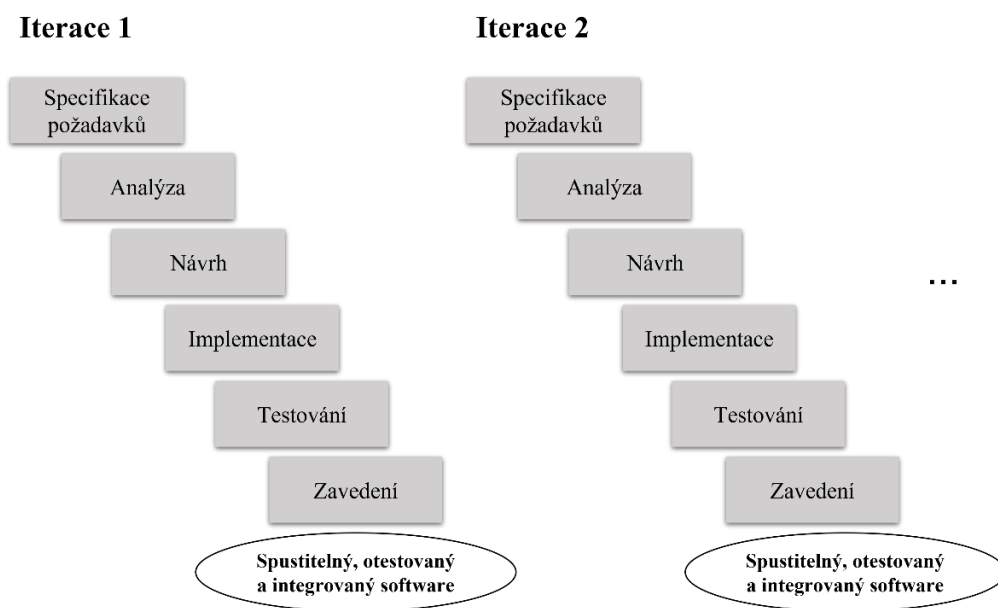 Iterace 1
Specifikace
požadavků
Analýza
Návrh
Implementace
Testování
Zavedení
Spustitelný, otestovaný
a integrovaný software
Iterace 2
Specifikace
požadavků
Analýza
Návrh
Implementace
Testování
Zavedení
Spustitelný, otestovaný
a integrovaný software
...